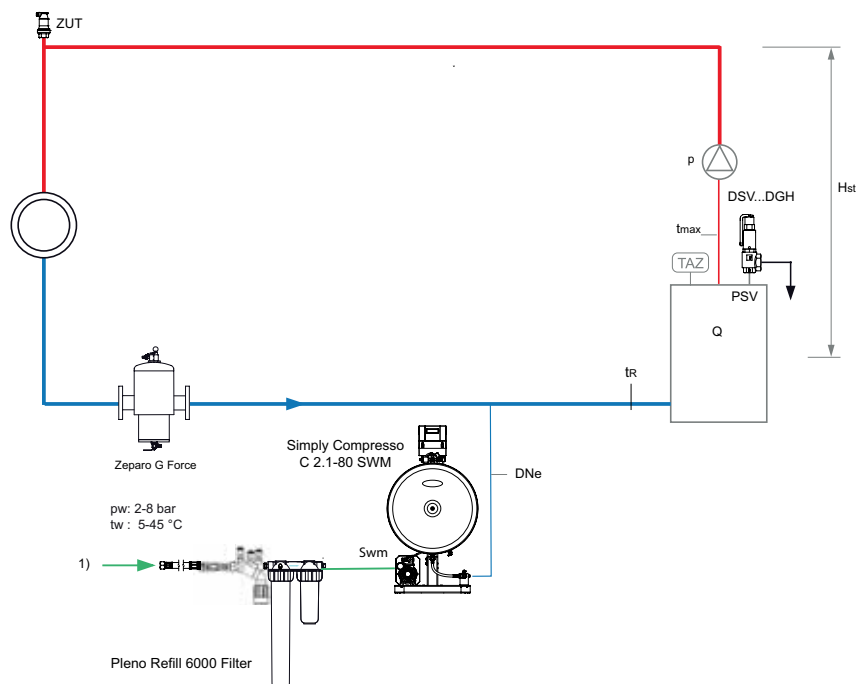 ZUT
p
Hst
DSV...DGH
tmax
TAZ
PSV
Q
tR
Zeparo G Force
Simply Compresso
C 2.1-80 SWM
DNe
pw: 2-8 bar
tw : 5-45 °C
Swm
1)
Pleno Refill 6000 Filter